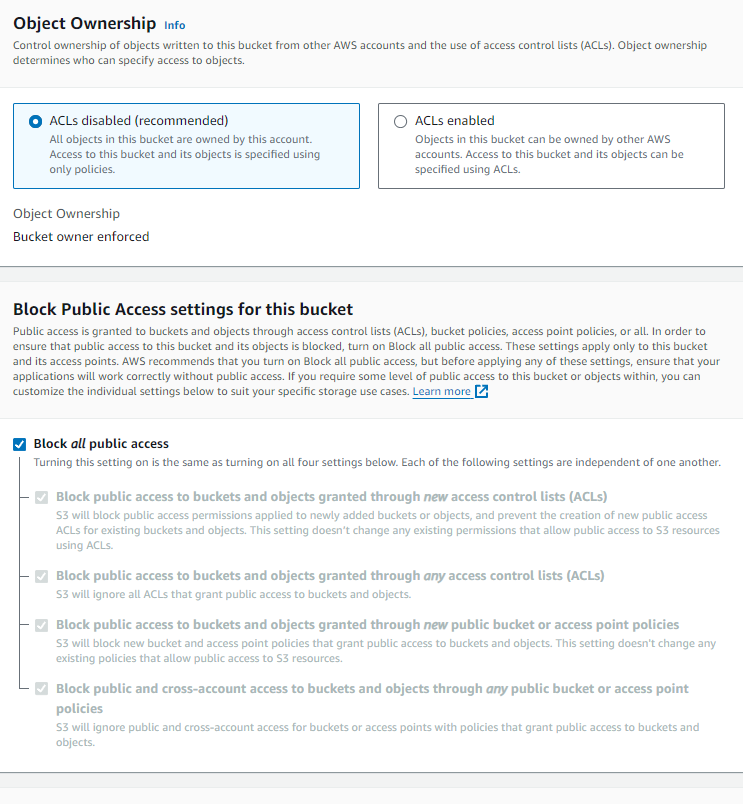 Object Ownership Info
Control ownership of objects written to this bucket from other AWS accounts and the use of access control lists (ACLs). Object ownership
determines who can specify access to objects.
ACLs disabled (recommended)
All objects in this bucket are owned by this account.
Access to this bucket and its objects is specified using
only policies.
ACLs enabled
Objects in this bucket can be owned by other AWS
accounts. Access to this bucket and its objects can be
specified using ACLs.
Object Ownership
Bucket owner enforced
Block Public Access settings for this bucket
Public access is granted to buckets and objects through access control lists (ACLs), bucket policies, access point policies, or all. In order to
ensure that public access to this bucket and its objects is blocked, turn on Block all public access. These settings apply only to this bucket
and its access points. AWS recommends that you turn on Block all public access, but before applying any of these settings, ensure that your
applications will work correctly without public access. If you require some level of public access to this bucket or objects within, you can
customize the individual settings below to suit your specific storage use cases. Learn more
Block all public access
Turning this setting on is the same as turning on all four settings below. Each of the following settings are independent of one another.
Block public access to buckets and objects granted through new access control lists (ACLs)
S3 will block public access permissions applied to newly added buckets or objects, and prevent the creation of new public access
ACLs for existing buckets and objects. This setting doesn't change any existing permissions that allow public access to S3 resources
using ACLs.
Block public access to buckets and objects granted through any access control lists (ACLs)
S3 will ignore all ACLs that grant public access to buckets and objects.
Block public access to buckets and objects granted through new public bucket or access point policies
S3 will block new bucket and access point policies that grant public access to buckets and objects. This setting doesn't change any
existing policies that allow public access to S3 resources.
Block public and cross-account access to buckets and objects through any public bucket or access point
policies
S3 will ignore public and cross-account access for buckets or access points with policies that grant public access to buckets and
objects.